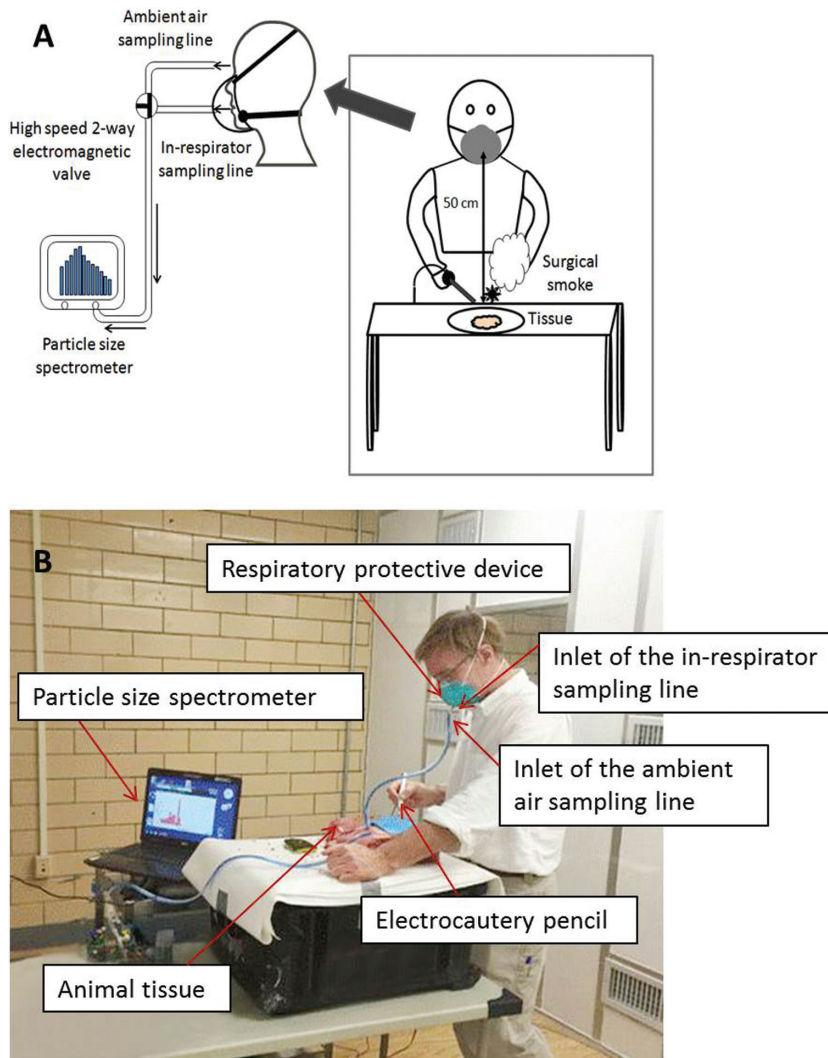 A
Ambient air
sampling line
High speed 2-way
electromagnetic
valve
In-respirator
sampling line
Particle size
spectrometer
50 cm
Surgical
smoke
Tissue
B
Respiratory protective device
Inlet of the in-respirator
sampling line
Particle size spectrometer
Inlet of the ambient
air sampling line
Electrocautery pencil
Animal tissue